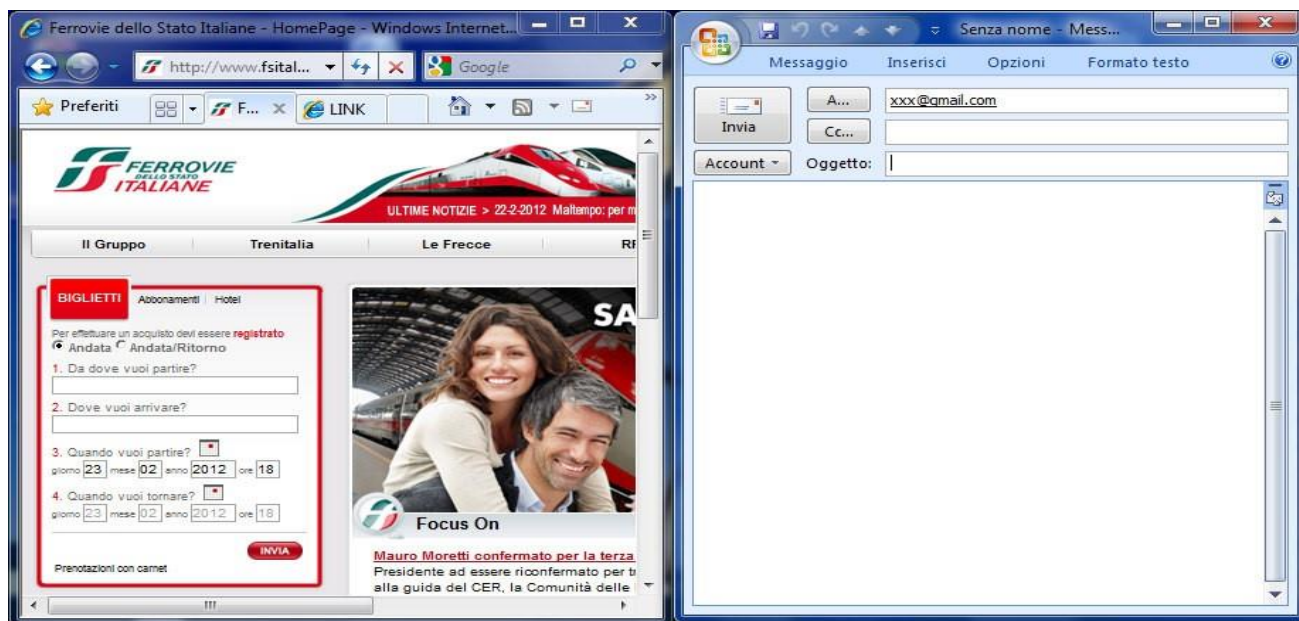 Ferrovie dello Stato Italiane - HomePage - Windows Internet...
http://www.fsital...
Google
Preferiti
F...
LINK
FERROVIE
DELLO STATO
ITALIANE
ULTIME NOTIZIE > 22-2-2012 Maltempo: per m
Il Gruppo Trenitalia Le Frecce RF
BIGLIETTI Abbonamenti Hotel
Per effettuare un acquisto devi essere registrato
Andata Andata/Ritorno
1. Da dove vuoi partire?
2. Dove vuoi arrivare?
3. Quando vuoi partire?
giorno 23 mese 02 anno 2012 ore 18
4. Quando vuoi tornare?
giorno 23 mese 02 anno 2012 ore 18
INVIA
Prenotazioni con carnet
SA
Focus On
Mauro Moretti confermato per la terza
Presidente ad essere riconfermato per t
alla guida del CER, la Comunità delle
Senza nome - Mess...
Messaggio Inserisci Opzioni Formato testo
Invia
A... xxx@gmail.com
Cc...
Account Oggetto: